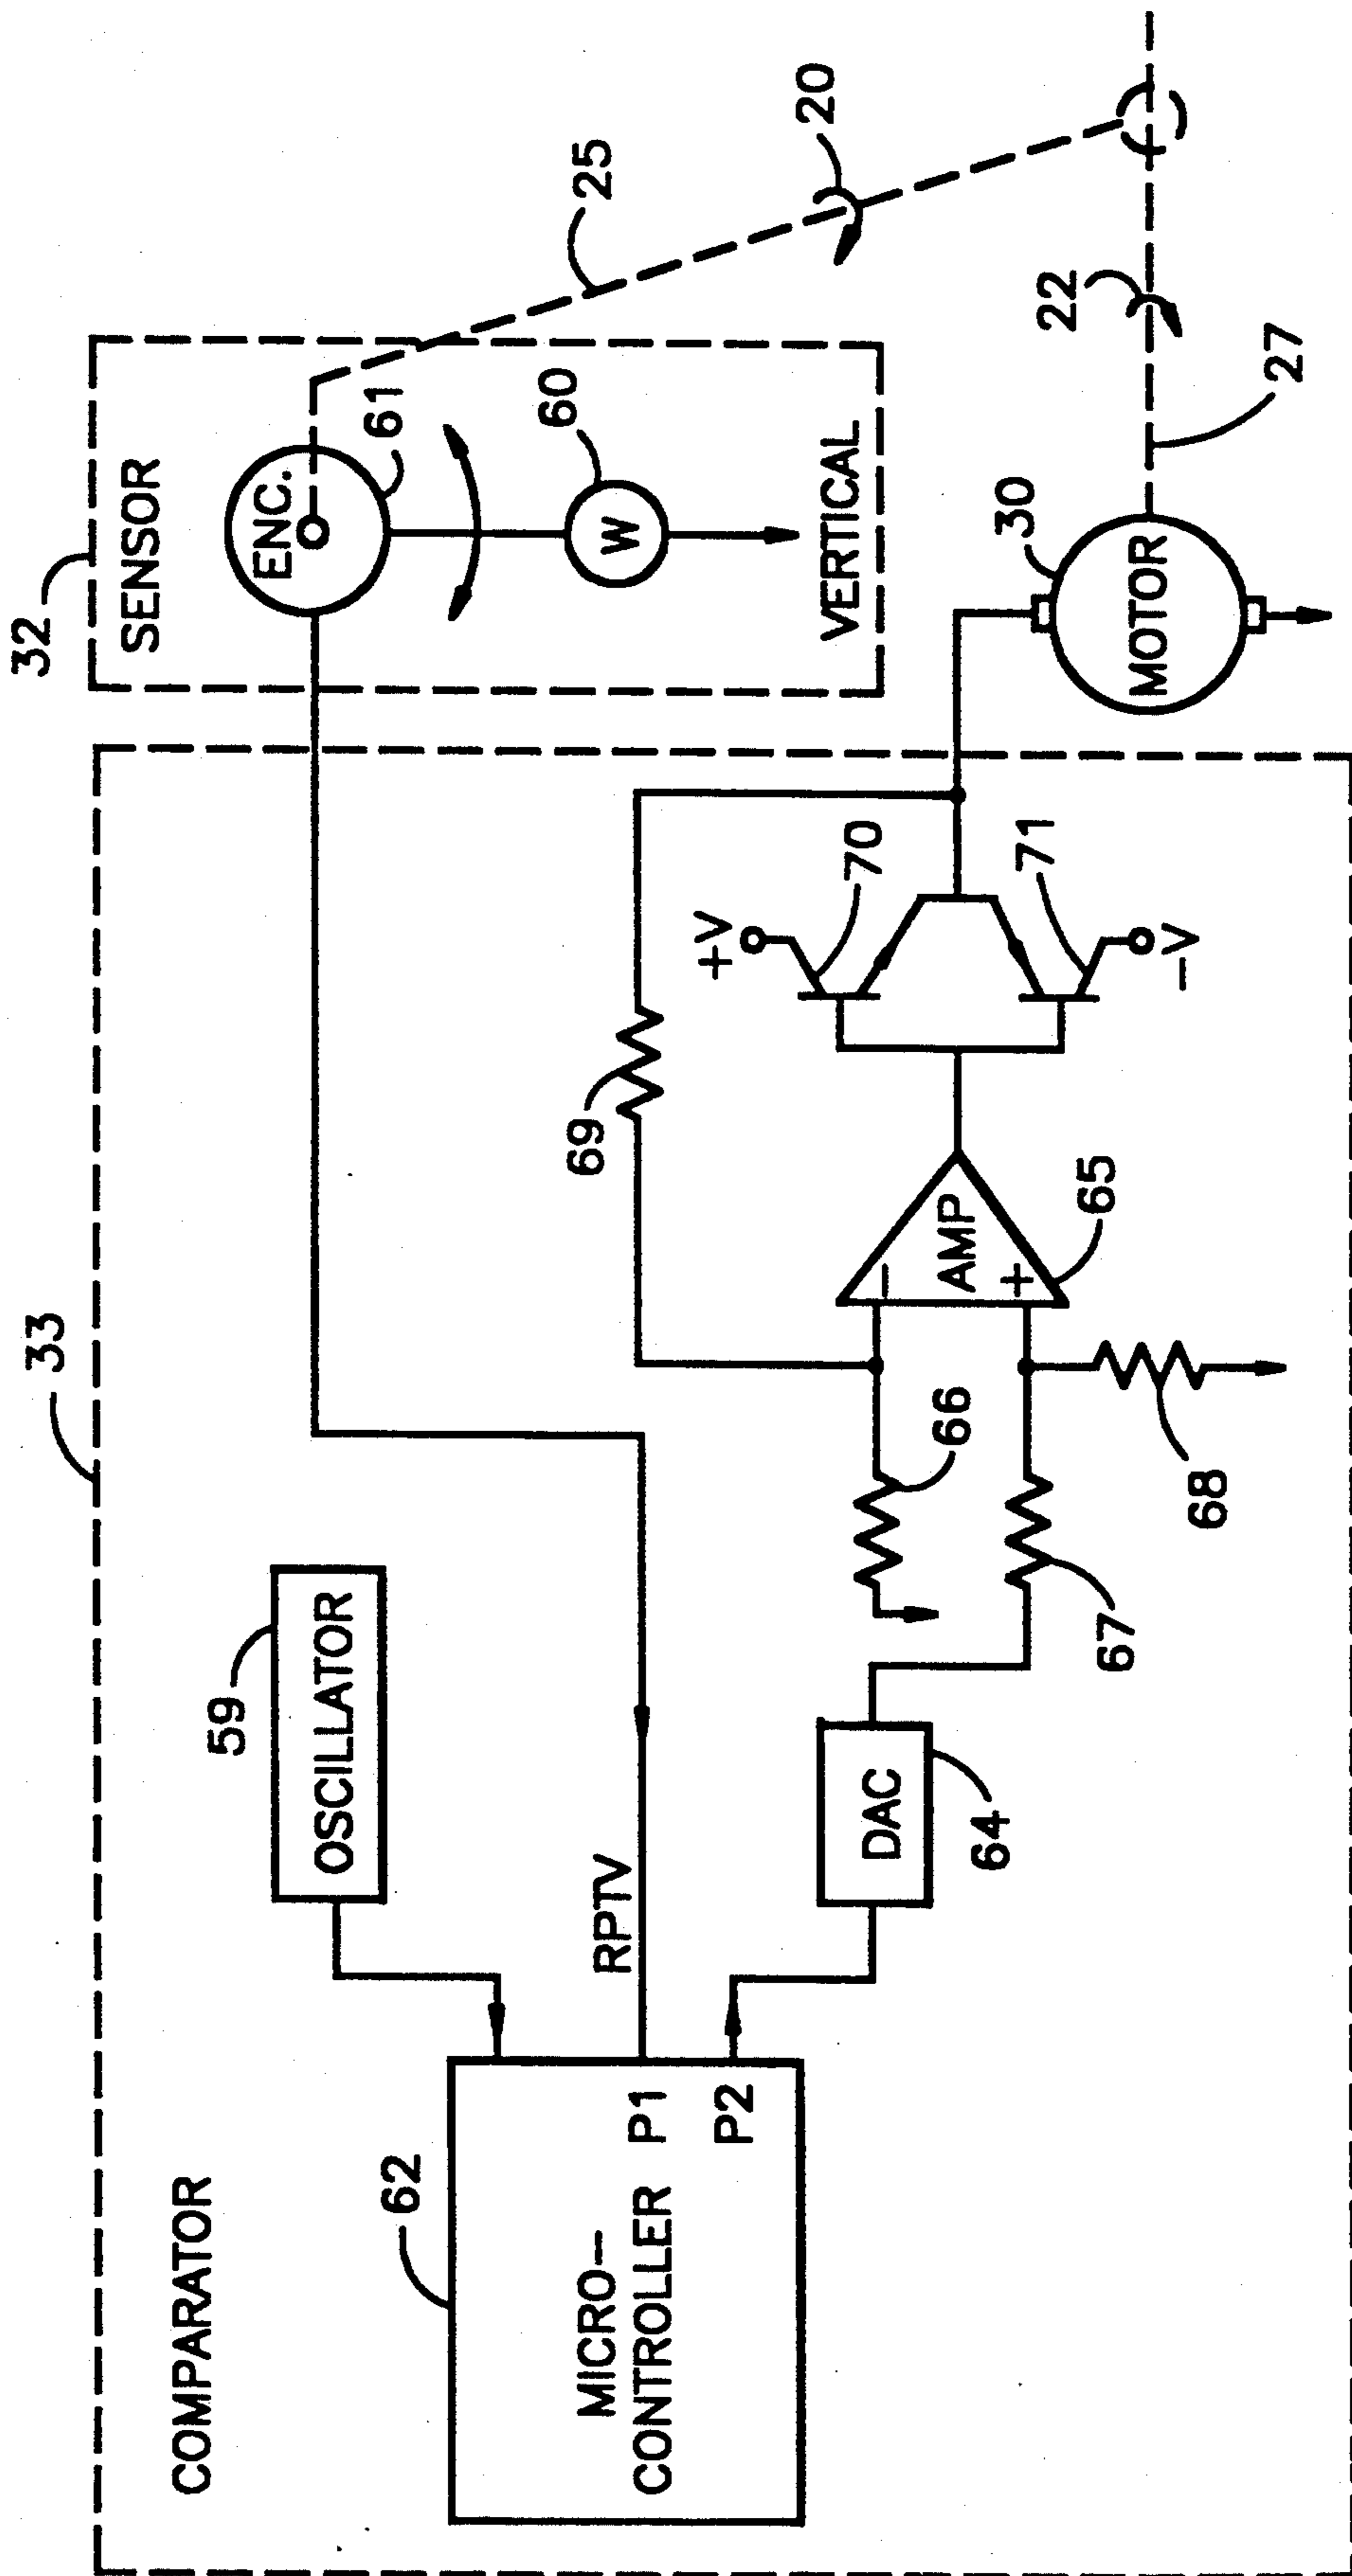 33
32
COMPARATOR
SENSOR
62
59
OSCILLATOR
ENC.
61
25
20
MICRO-
CONTROLLER
P1
P2
RPTV
69
W
60
VERTICAL
DAC
64
66
67
68
AMP
−
+
65
+V
70
71
−V
MOTOR
30
22
27